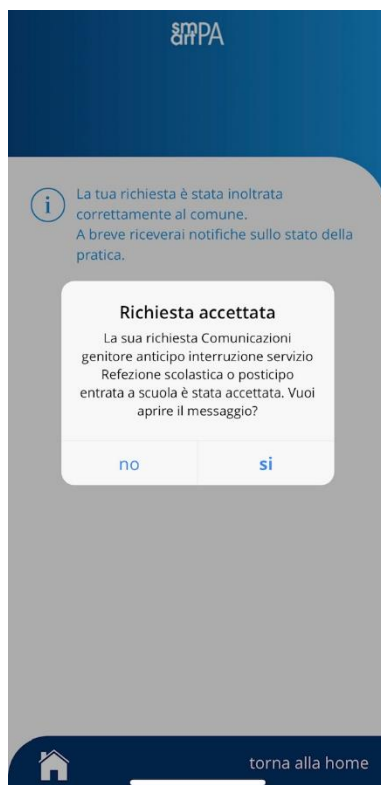 smartPA
La tua richiesta è stata inoltrata
correttamente al comune.
A breve riceverai notifiche sullo stato della
pratica.
Richiesta accettata
La sua richiesta Comunicazioni
genitore anticipo interruzione servizio
Refezione scolastica o posticipo
entrata a scuola è stata accettata. Vuoi
aprire il messaggio?
no
si
torna alla home